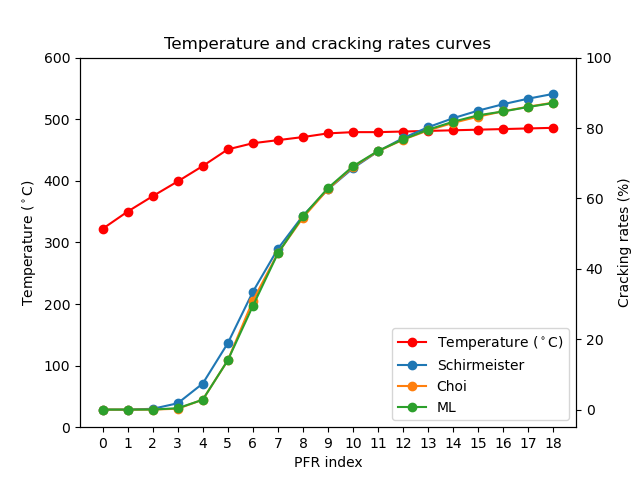 Temperature and cracking rates curves
Temperature (°C)
600
500
400
300
200
100
0
Cracking rates (%)
100
80
60
40
20
0
Temperature (°C)
Schirmeister
Choi
ML
0 1 2 3 4 5 6 7 8 9 10 11 12 13 14 15 16 17 18
PFR index